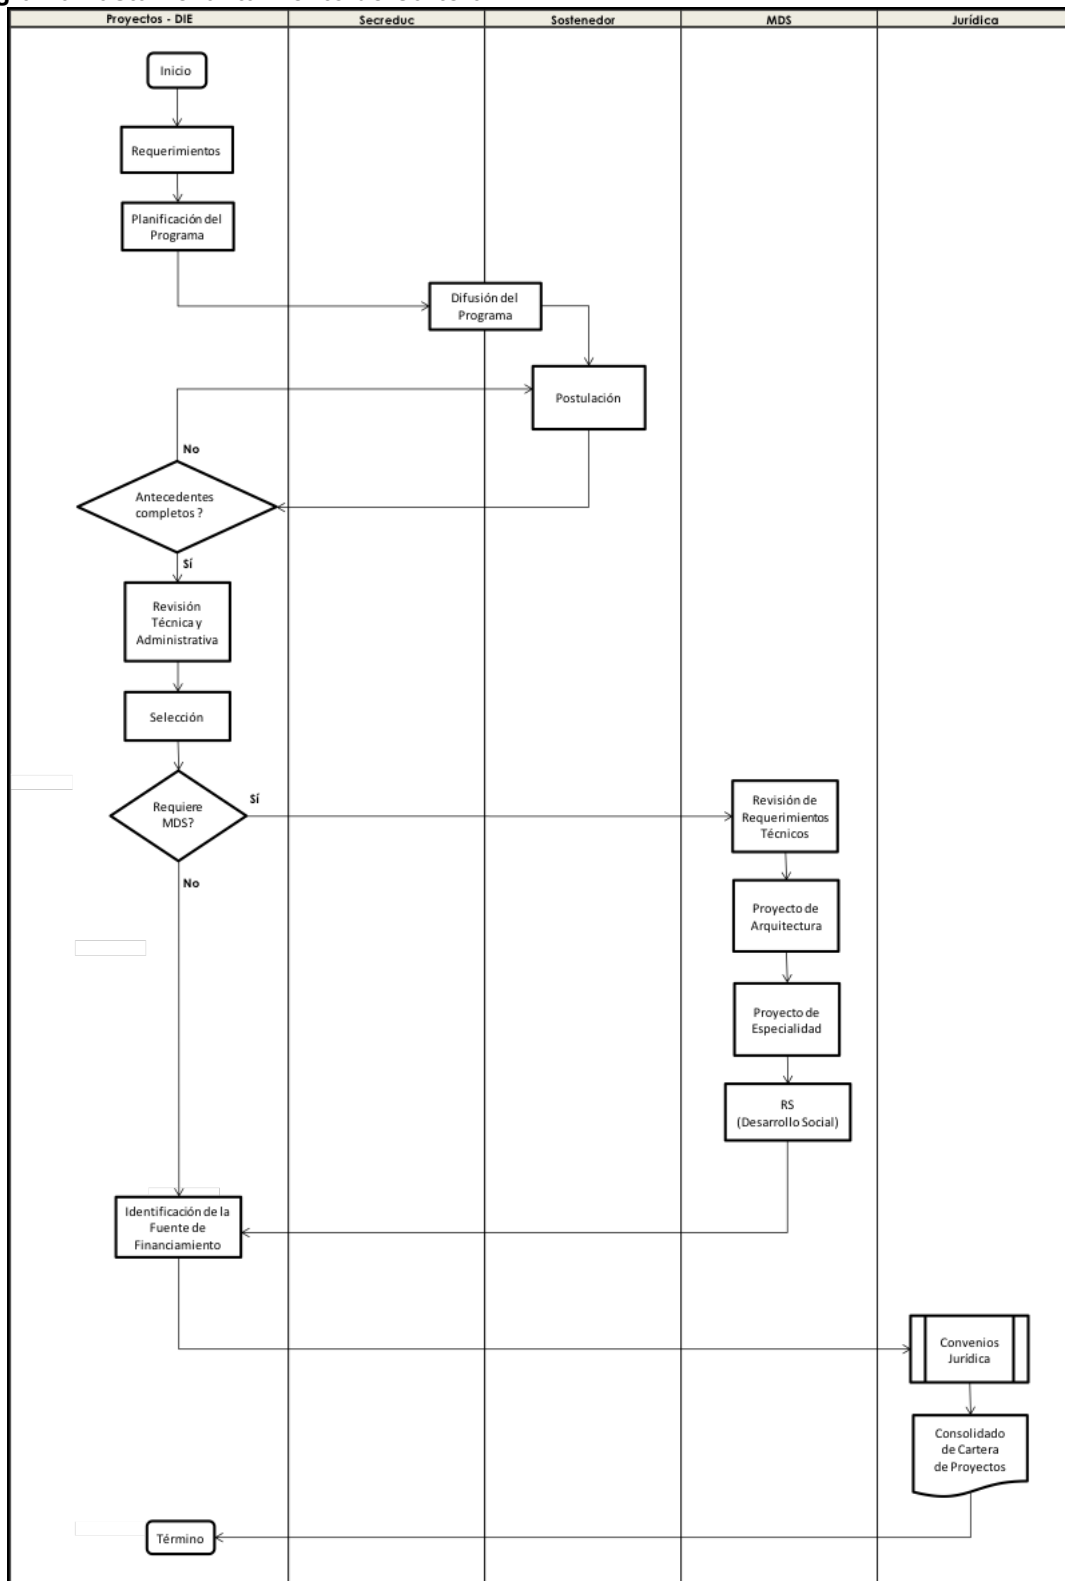 Proyectos - DIE
Secreduc
Sostenedor
MDS
Jurídica
Inicio
Requerimientos
Planificación del
Programa
Difusión del
Programa
Postulación
No
Antecedentes
completos ?
Sí
Revisión
Técnica y
Administrativa
Selección
Requiere
MDS?
Sí
No
Revisión de
Requerimientos
Técnicos
Proyecto de
Arquitectura
Proyecto de
Especialidad
RS
(Desarrollo Social)
Identificación de la
Fuente de
Financiamiento
Convenios
Jurídica
Consolidado
de Cartera
de Proyectos
Término